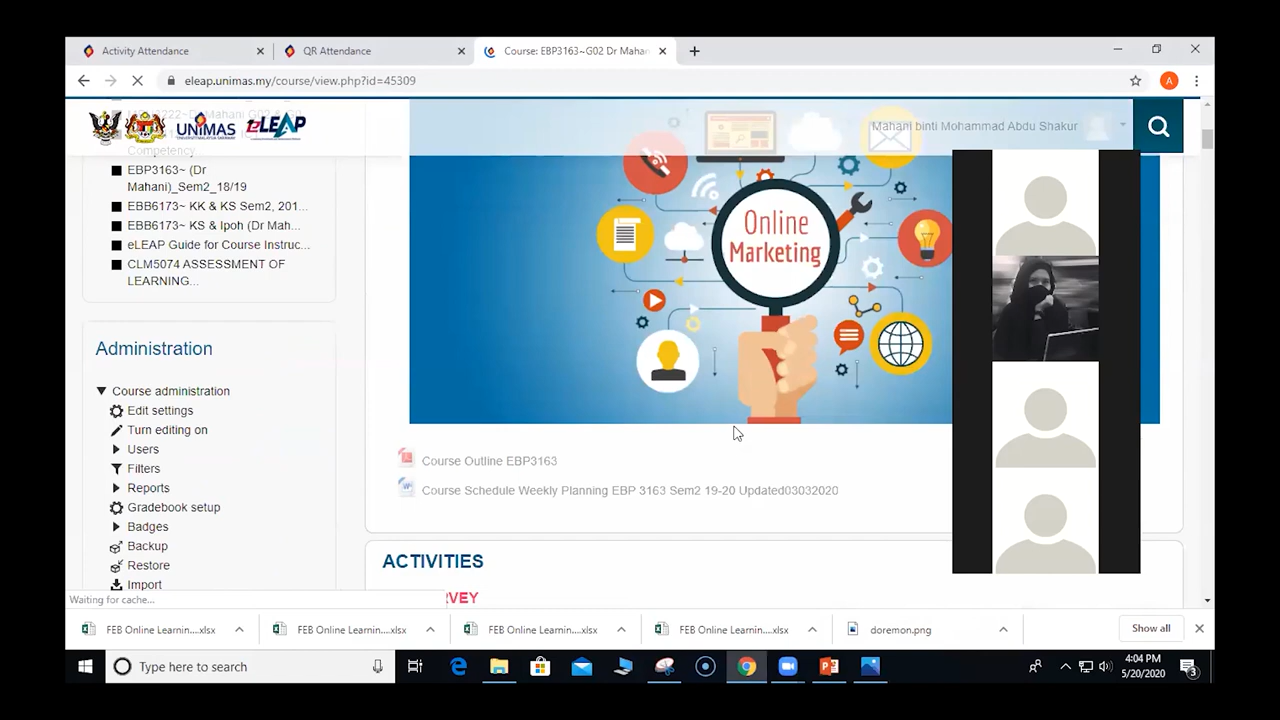 Activity Attendance
QR Attendance
Course: EBP3163~G02 Dr Maha
eleap.unimas.my/course/view.php?id=45309
A
UNIMAS
eLEAP
Mahani binti Mohammad Abdu Shakur
Competency.
EBP3163~ (Dr
Mahani)_Sem2_18/19
EBB6173~ KK & KS Sem2, 201...
EBB6173~ KS & Ipoh (Dr Mah...
eLEAP Guide for Course Instruc...
CLM5074 ASSESSMENT OF
LEARNING...
Administration
Course administration
Edit settings
Turn editing on
Users
Filters
Reports
Gradebook setup
Badges
Backup
Restore
Import
Online
Marketing
Course Outline EBP3163
Course Schedule Weekly Planning EBP 3163 Sem2 19-20 Updated03032020
ACTIVITIES
VEY
Waiting for cache...
FEB Online Learnin....xlsx
FEB Online Learnin....xlsx
FEB Online Learnin....xlsx
FEB Online Learnin....xlsx
doremon.png
Show all
Type here to search
4:04 PM
5/20/2020
3